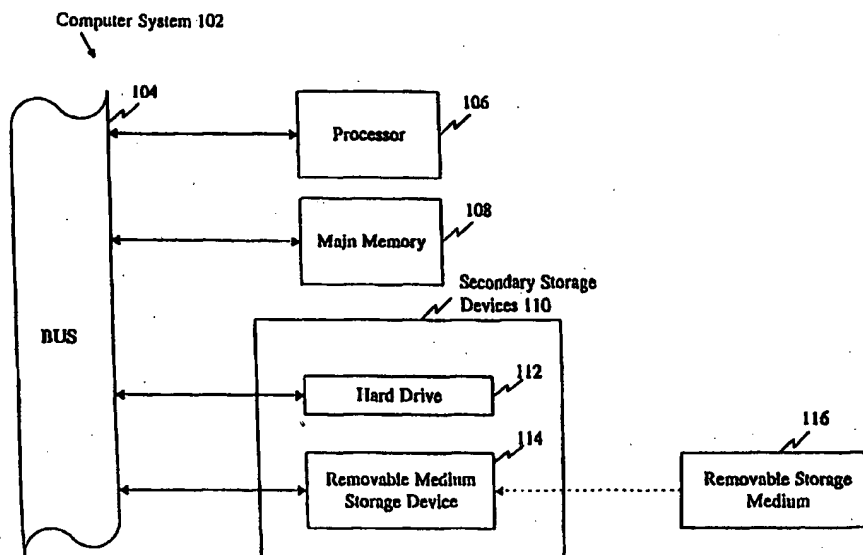 Computer System 102
104
106
Processor
108
Main Memory
Secondary Storage
Devices 110
BUS
112
Hard Drive
114
116
Removable Medium
Storage Device
Removable Storage
Medium